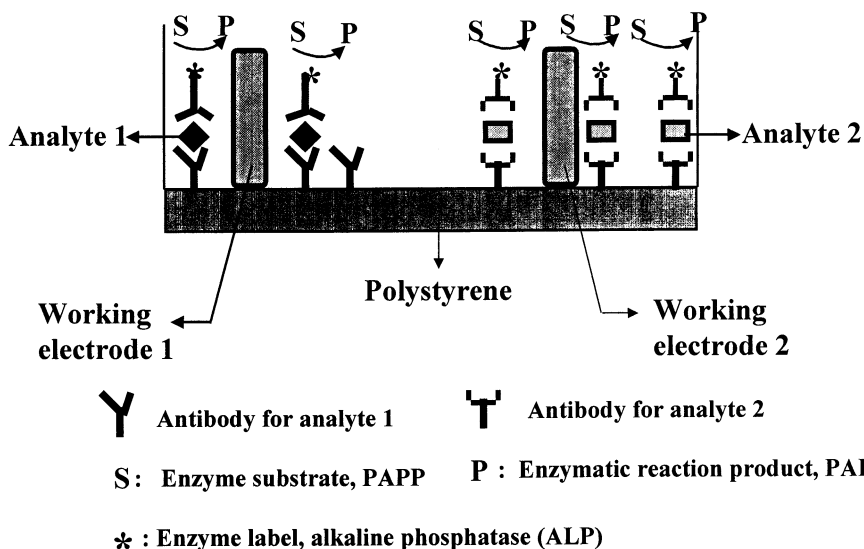 S P S P S P S P S P
* * * * *
Analyte 1 Analyte 2
Polystyrene
Working
electrode 1
Working
electrode 2
Antibody for analyte 1 Antibody for analyte 2
S: Enzyme substrate, PAPP P : Enzymatic reaction product,
* : Enzyme label, alkaline phosphatase (ALP)